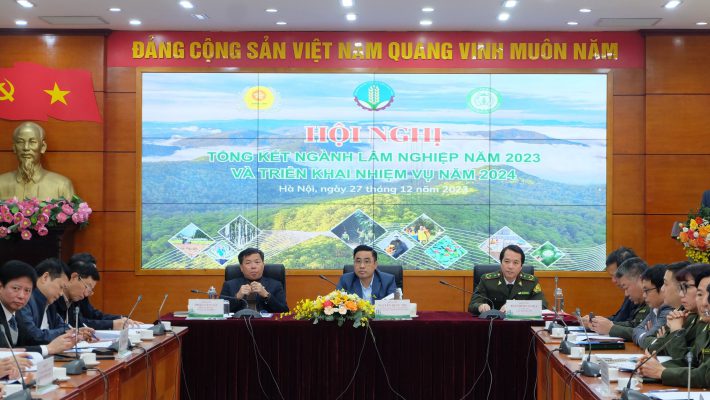 ĐẢNG CỘNG SẢN VIỆT NAM QUANG VINH MUÔN NĂM
HỘI NGHỊ
TỔNG KẾT NGÀNH LÂM NGHIỆP NĂM 2023
VÀ TRIỂN KHAI NHIỆM VỤ NĂM 2024
Hà Nội, ngày 27 tháng 12 năm 2023